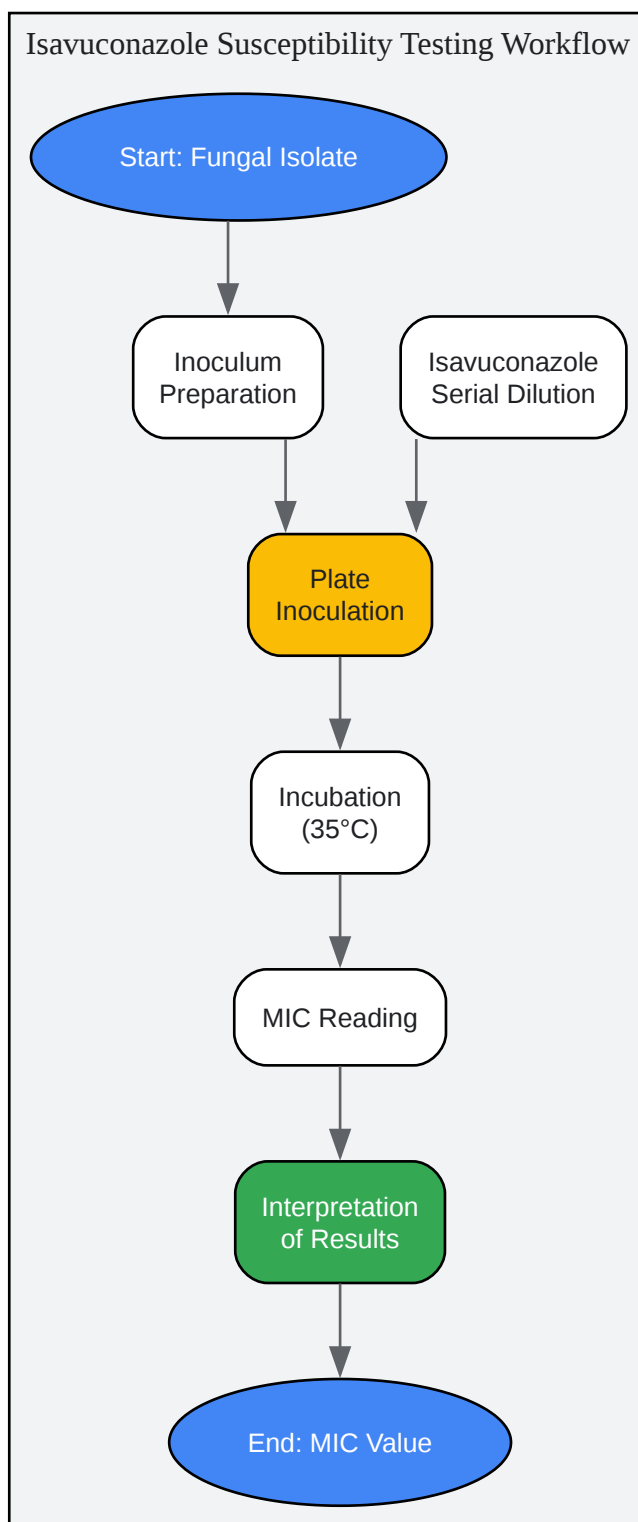 Isavuconazole Susceptibility Testing Workflow
Start: Fungal Isolate
Inoculum
Preparation
Isavuconazole
Serial Dilution
Plate
Inoculation
Incubation
(35°C)
MIC Reading
Interpretation
of Results
End: MIC Value